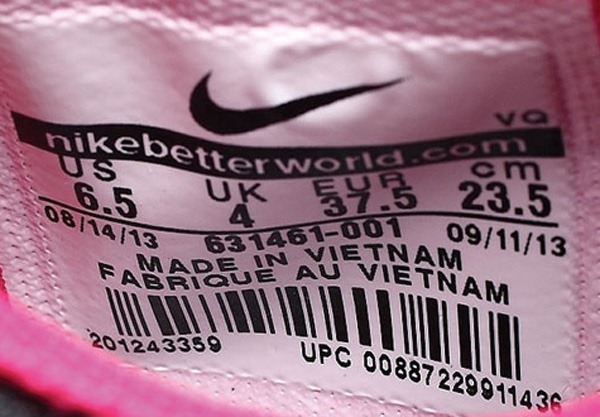 VQ
nikebetterworld.com
US UK EUR cm
6.5 4 37.5 23.5
08/14/13 631461-001 09/11/13
MADE IN VIETNAM
FABRIQUE AU VIETNAM
201243359 UPC 00887229911436